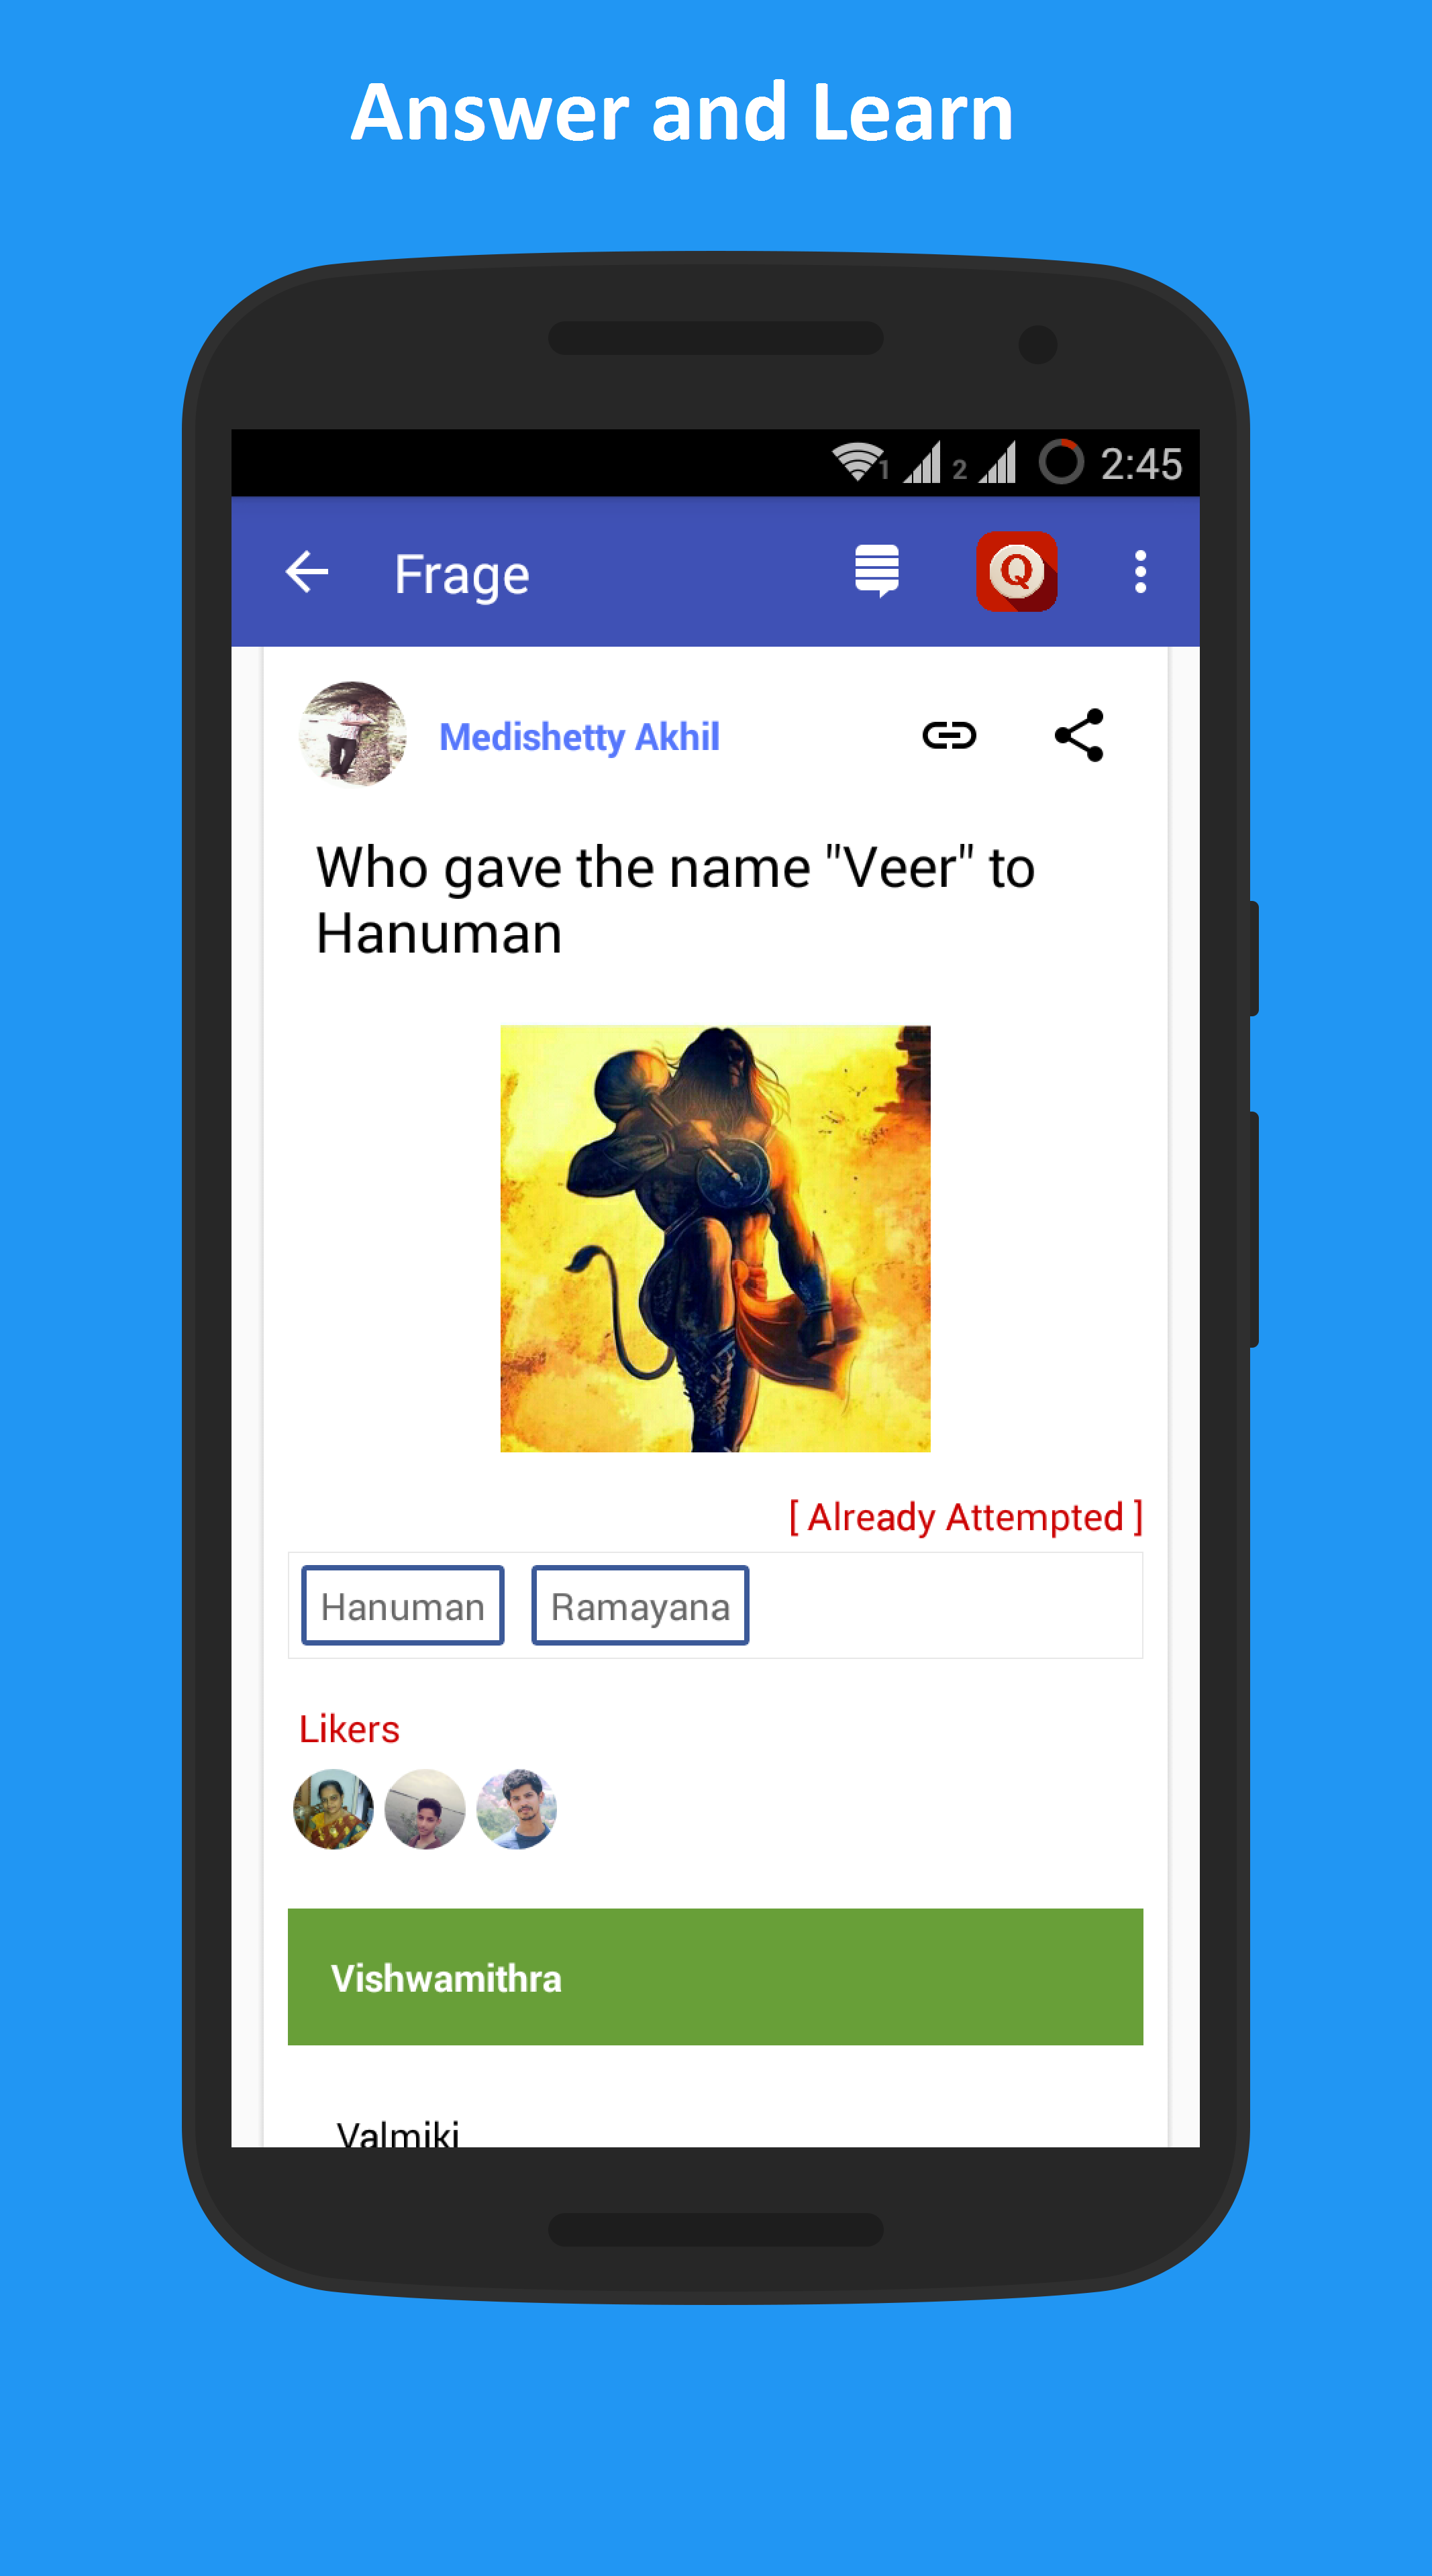 Answer and Learn
1 2 2:45
Frage Q
Medishetty Akhil
Who gave the name "Veer" to
Hanuman
[ Already Attempted ]
Hanuman Ramayana
Likers
Vishwamithra
Valmiki